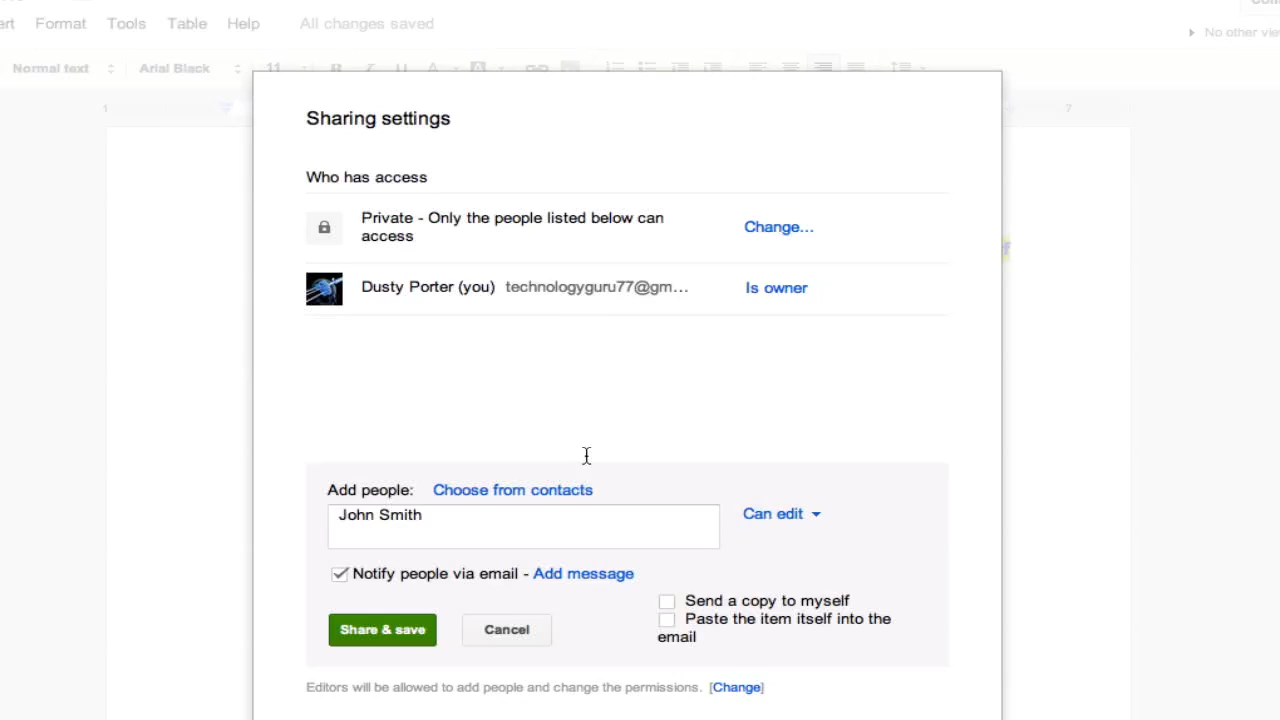 Format Tools Table Help All changes saved
No other
Normal text Arial Black 11
1 7
Sharing settings
Who has access
Private - Only the people listed below can
access
Change...
Dusty Porter (you) technologyguru77@gm... Is owner
Add people: Choose from contacts
John Smith
Can edit
Notify people via email - Add message
Send a copy to myself
Paste the item itself into the
email
Share & save Cancel
Editors will be allowed to add people and change the permissions. [Change]